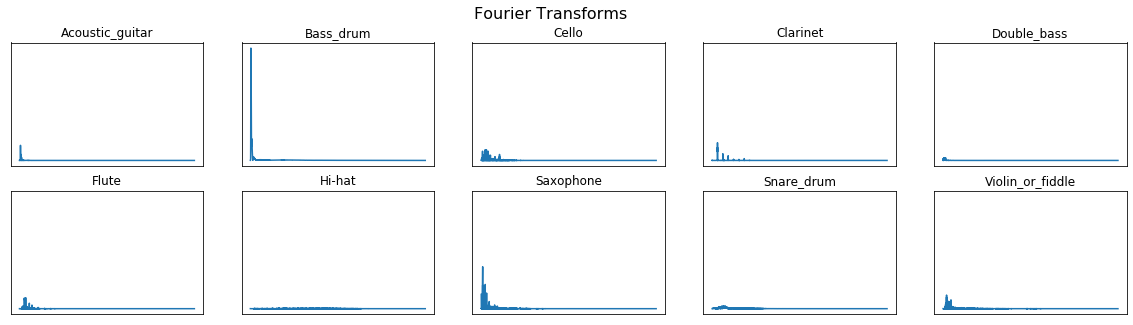 Fourier Transforms
Acoustic_guitar
Bass_drum
Cello
Clarinet
Double_bass
Flute
Hi-hat
Saxophone
Snare_drum
Violin_or_fiddle